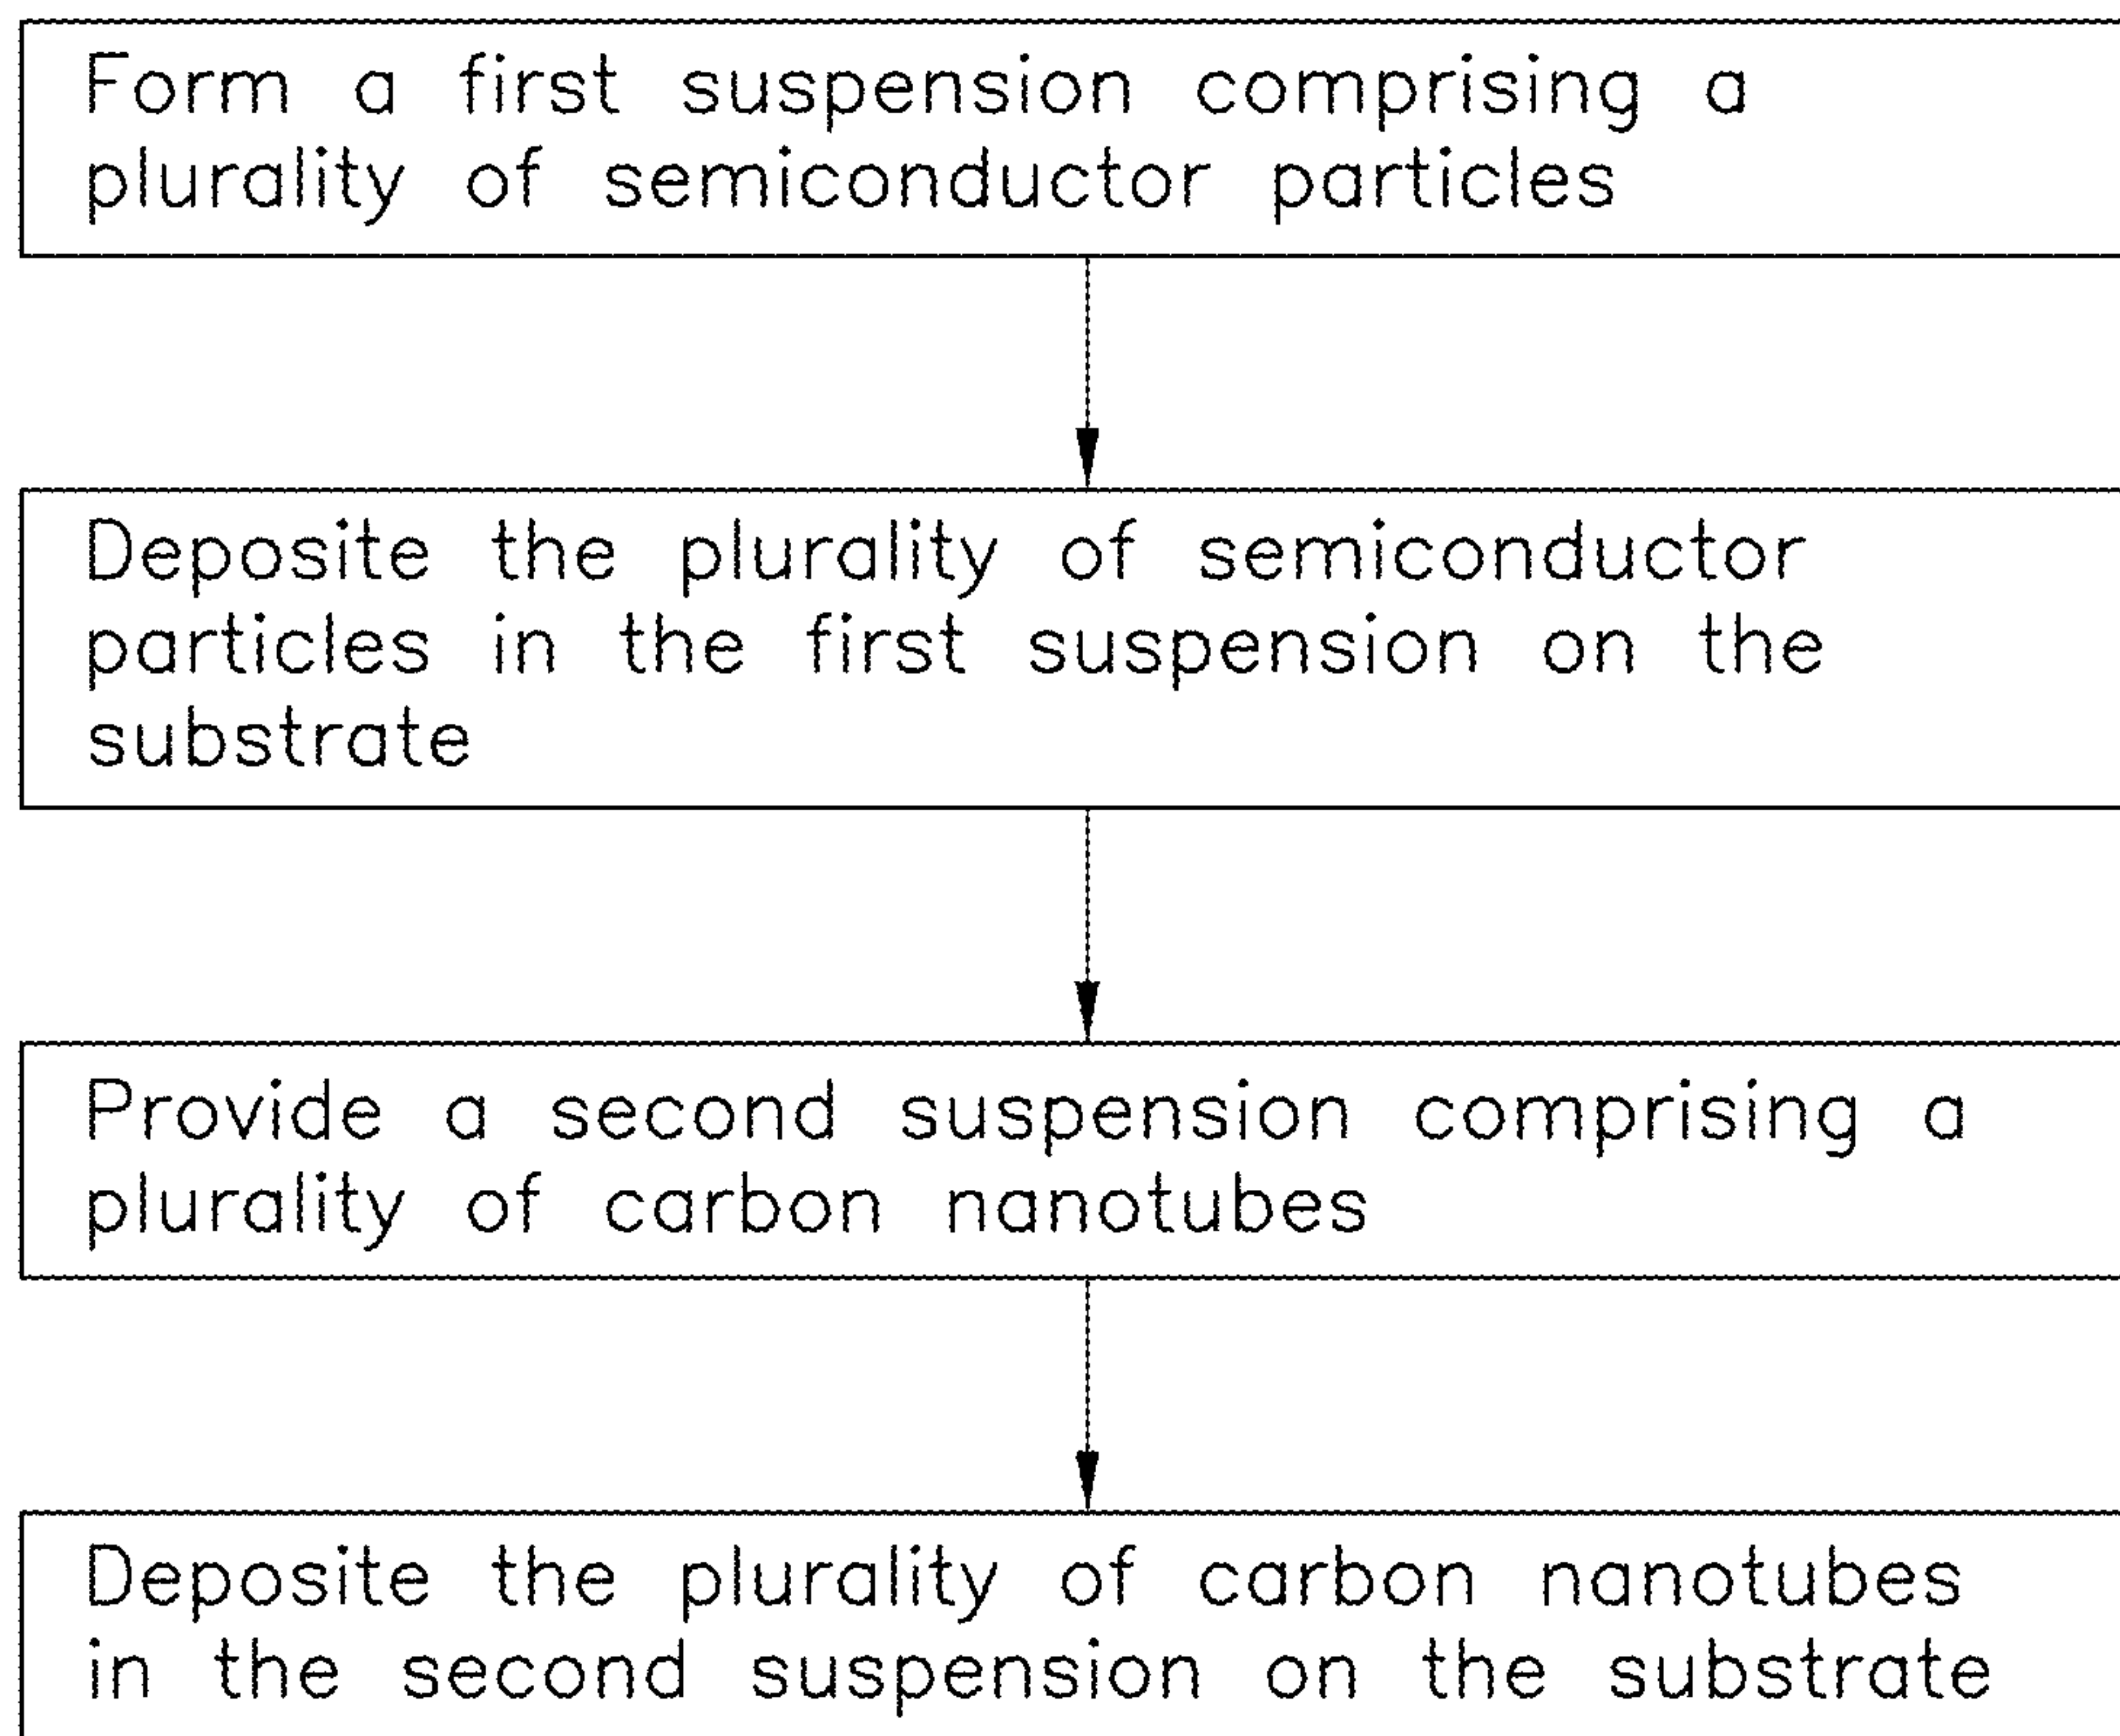 Form a first suspension comprising a
plurality of semiconductor particles
Deposite the plurality of semiconductor
particles in the first suspension on the
substrate
Provide a second suspension comprising a
plurality of carbon nanotubes
Deposite the plurality of carbon nanotubes
in the second suspension on the substrate